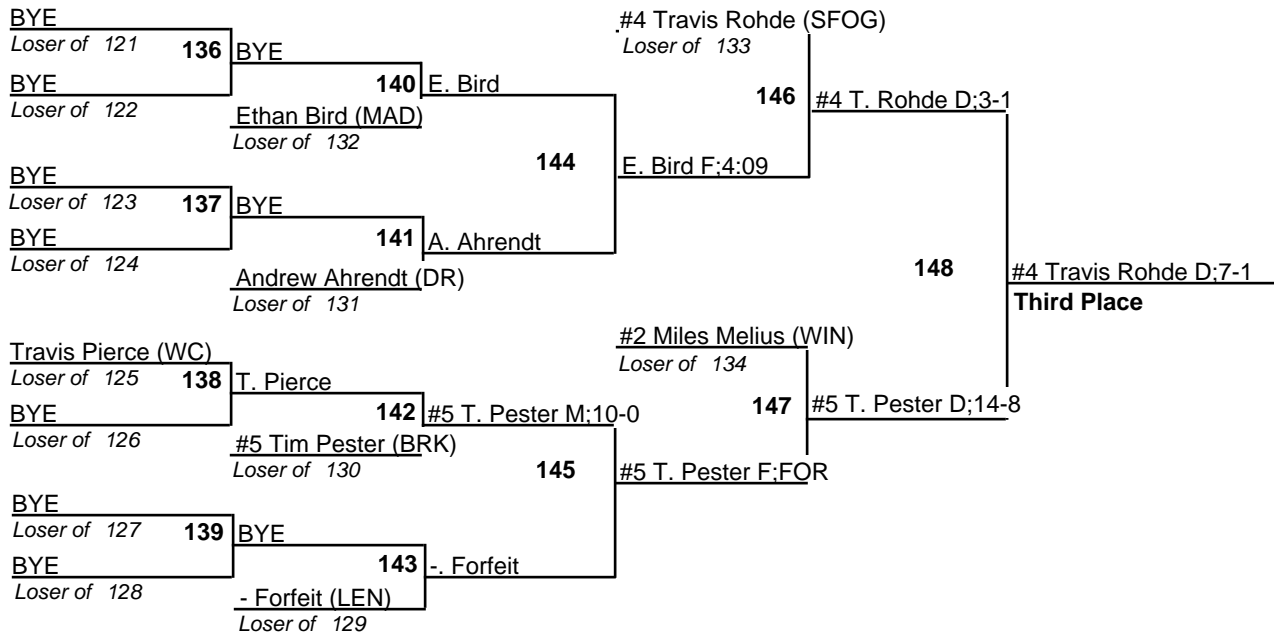 BYE
Loser of 121
136
BYE
BYE
Loser of 122
140
E. Bird
Ethan Bird (MAD)
Loser of 132
BYE
Loser of 123
137
BYE
BYE
Loser of 124
141
A. Ahrendt
Andrew Ahrendt (DR)
Loser of 131
144
E. Bird F;4:09
#4 Travis Rohde (SFOG)
Loser of 133
146
#4 T. Rohde D;3-1
Travis Pierce (WC)
Loser of 125
138
T. Pierce
BYE
Loser of 126
142
#5 T. Pester M;10-0
#5 Tim Pester (BRK)
Loser of 130
BYE
Loser of 127
139
BYE
BYE
Loser of 128
143
-. Forfeit
- Forfeit (LEN)
Loser of 129
145
#5 T. Pester F;FOR
#2 Miles Melius (WIN)
Loser of 134
147
#5 T. Pester D;14-8
148
#4 Travis Rohde D;7-1
Third Place